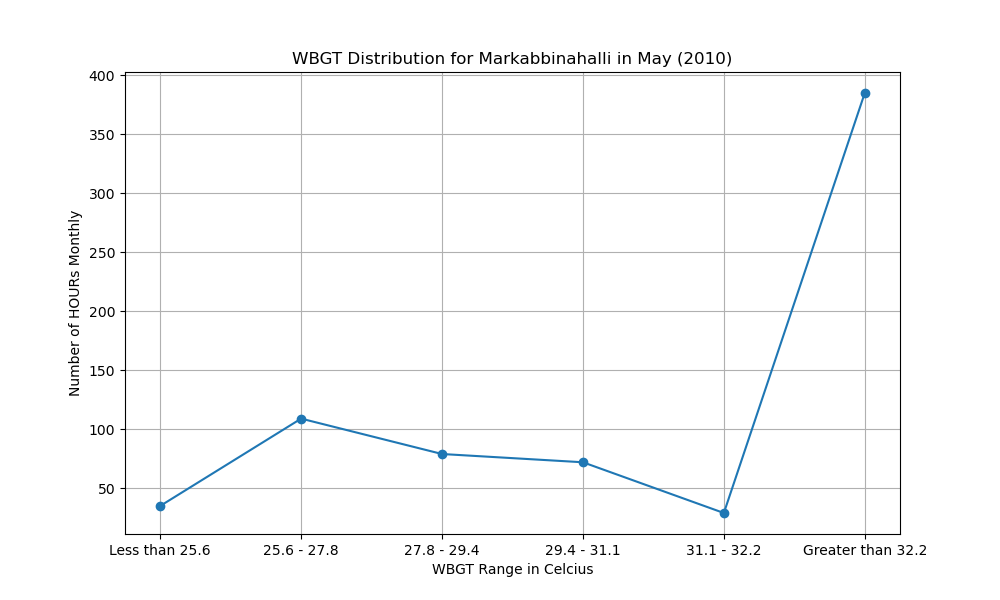 WBGT Distribution for Markabbinahalli in May (2010)
Number of HOURs Monthly
400
350
300
250
200
150
100
50
Less than 25.6
25.6 - 27.8
27.8 - 29.4
29.4 - 31.1
31.1 - 32.2
Greater than 32.2
WBGT Range in Celcius